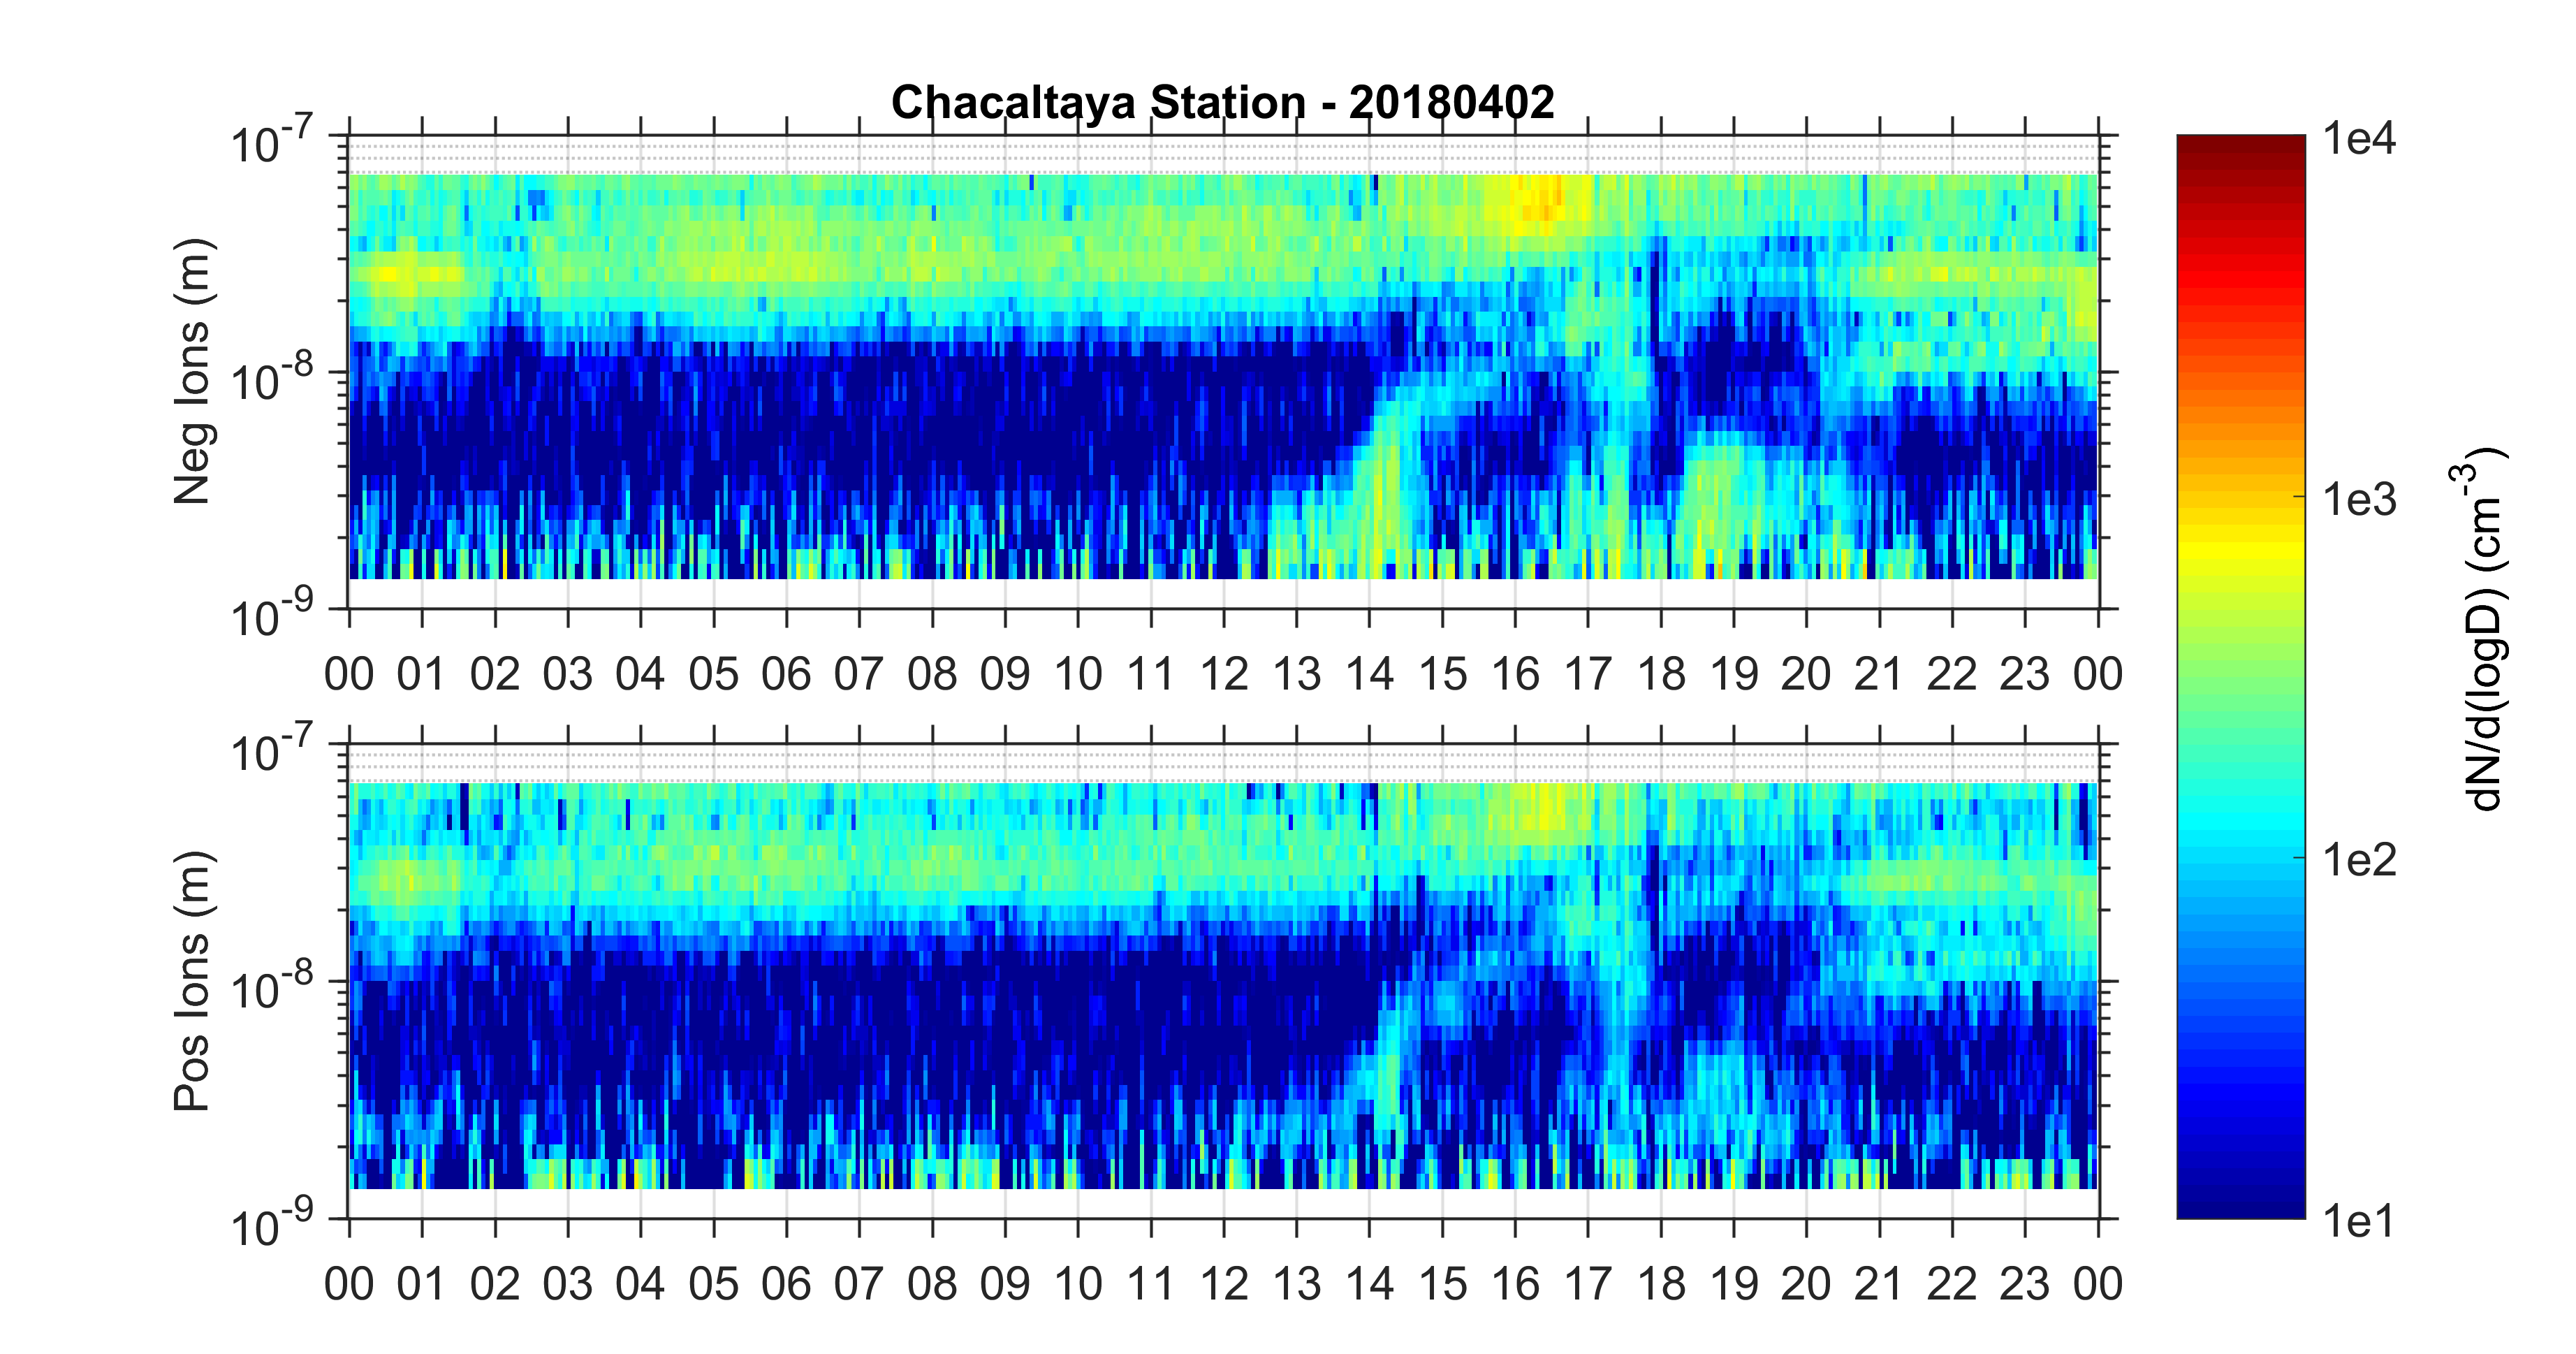 Chacaltaya Station - 20180402
10⁻⁷
10⁻⁸
10⁻⁹
Neg Ions (m)
00 01 02 03 04 05 06 07 08 09 10 11 12 13 14 15 16 17 18 19 20 21 22 23 00
10⁻⁷
10⁻⁸
10⁻⁹
Pos Ions (m)
00 01 02 03 04 05 06 07 08 09 10 11 12 13 14 15 16 17 18 19 20 21 22 23 00
1e4
1e3
1e2
1e1
dN/d(logD) (cm⁻³)